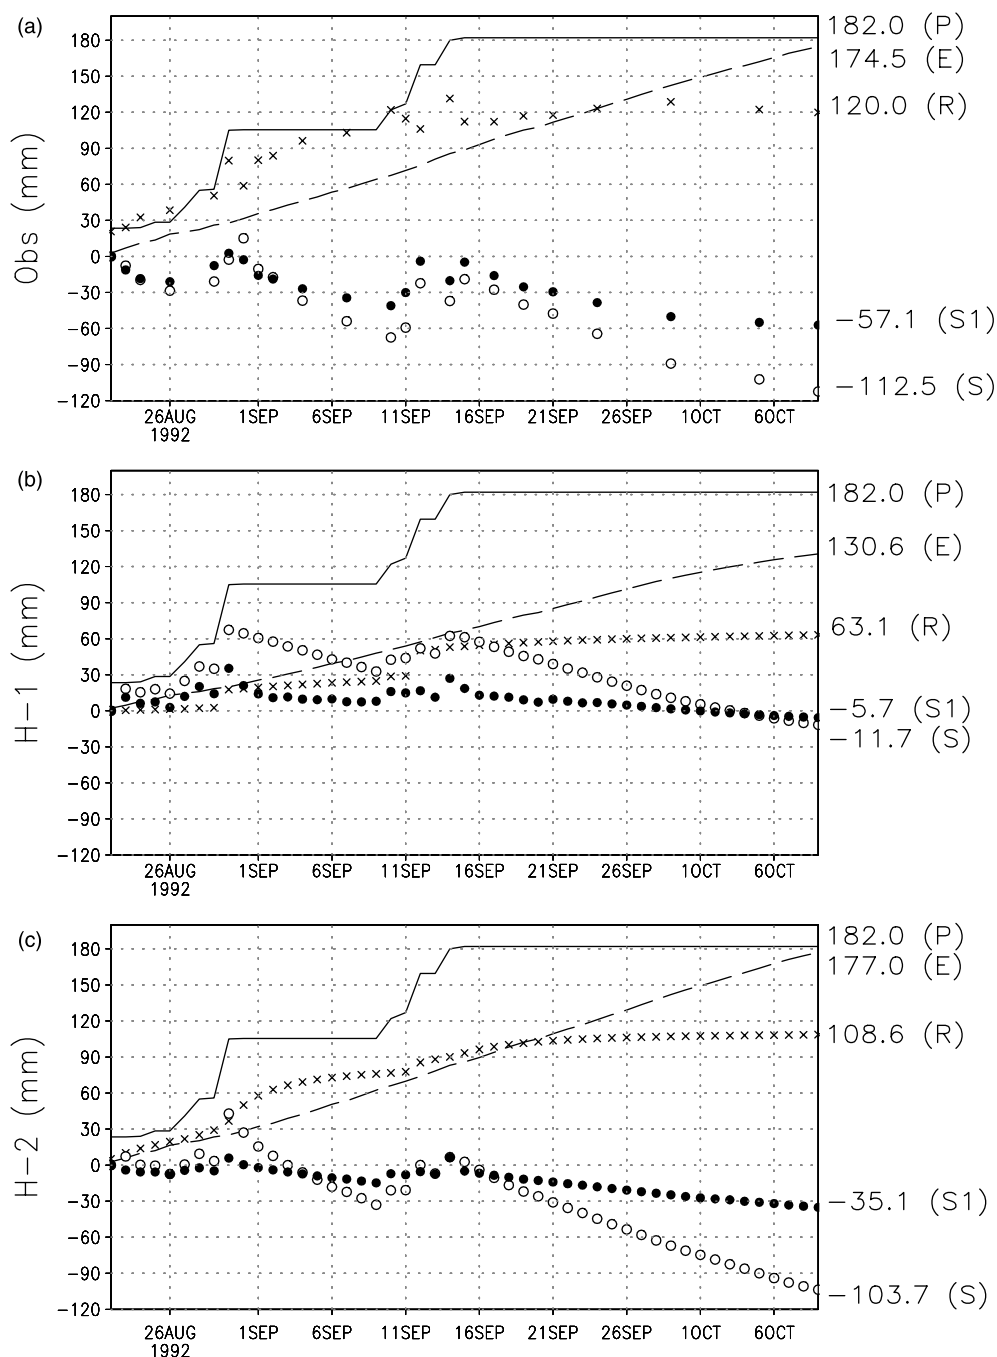 (a)
Obs (mm)
180
150
120
90
60
30
0
−30
−60
−90
−120
26AUG 1SEP 6SEP 11SEP 16SEP 21SEP 26SEP 1OCT 6OCT
1992
182.0 (P)
174.5 (E)
120.0 (R)
−57.1 (S1)
−112.5 (S)
(b)
H−1 (mm)
180
150
120
90
60
30
0
−30
−60
−90
−120
26AUG 1SEP 6SEP 11SEP 16SEP 21SEP 26SEP 1OCT 6OCT
1992
182.0 (P)
130.6 (E)
63.1 (R)
−5.7 (S1)
−11.7 (S)
(c)
H−2 (mm)
180
150
120
90
60
30
0
−30
−60
−90
−120
26AUG 1SEP 6SEP 11SEP 16SEP 21SEP 26SEP 1OCT 6OCT
1992
182.0 (P)
177.0 (E)
108.6 (R)
−35.1 (S1)
−103.7 (S)